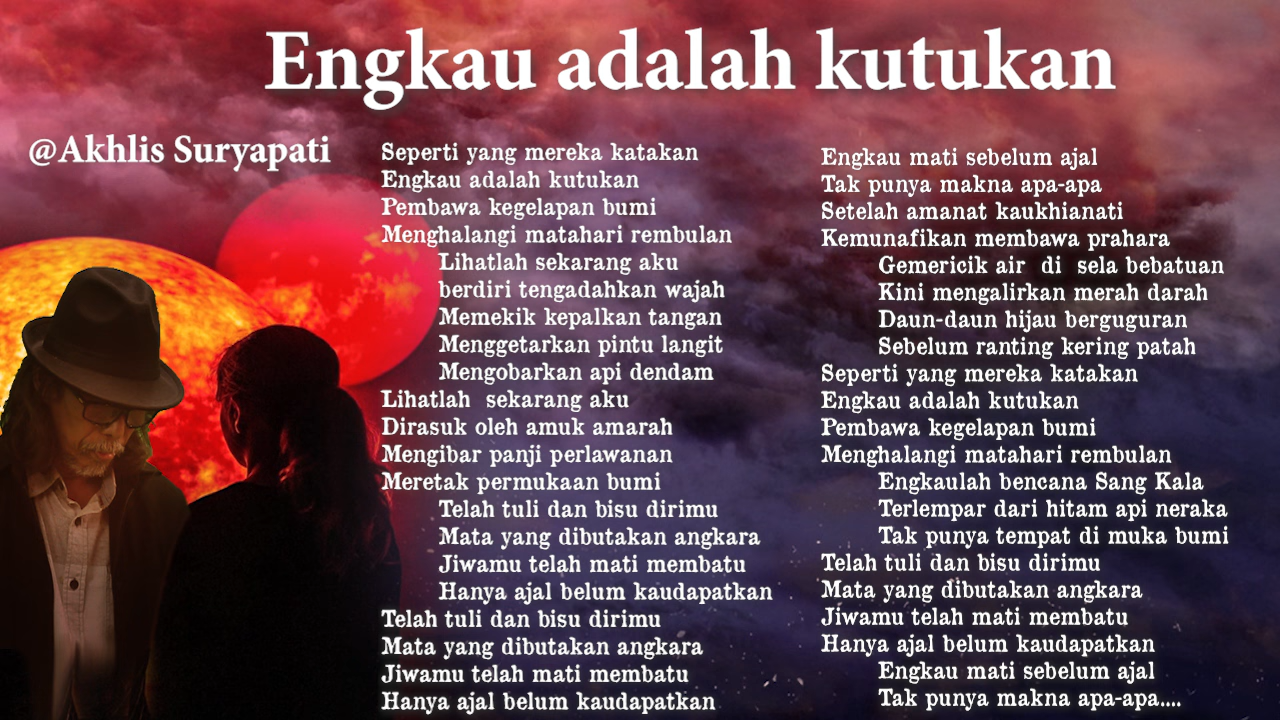 Engkau adalah kutukan
@Akhlis Suryapati
Seperti yang mereka katakan
Engkau adalah kutukan
Pembawa kegelapan bumi
Menghalangi matahari rembulan
Lihatlah sekarang aku
berdiri tengadahkan wajah
Memekik kepalkan tangan
Menggetarkan pintu langit
Mengobarkan api dendam
Lihatlah sekarang aku
Dirasuk oleh amuk amarah
Mengibar panji perlawanan
Meretak permukaan bumi
Telah tuli dan bisu dirimu
Mata yang dibutakan angkara
Jiwamu telah mati membatu
Hanya ajal belum kaudapatkan
Telah tuli dan bisu dirimu
Mata yang dibutakan angkara
Jiwamu telah mati membatu
Hanya ajal belum kaudapatkan
Engkau mati sebelum ajal
Tak punya makna apa-apa
Setelah amanat kaukhianati
Kemunafikan membawa prahara
Gemericik air di sela bebatuan
Kini mengalirkan merah darah
Daun-daun hijau berguguran
Sebelum ranting kering patah
Seperti yang mereka katakan
Engkau adalah kutukan
Pembawa kegelapan bumi
Menghalangi matahari rembulan
Engkaulah bencana Sang Kala
Terlempar dari hitam api neraka
Tak punya tempat di muka bumi
Telah tuli dan bisu dirimu
Mata yang dibutakan angkara
Jiwamu telah mati membatu
Hanya ajal belum kaudapatkan
Engkau mati sebelum ajal
Tak punya makna apa-apa....